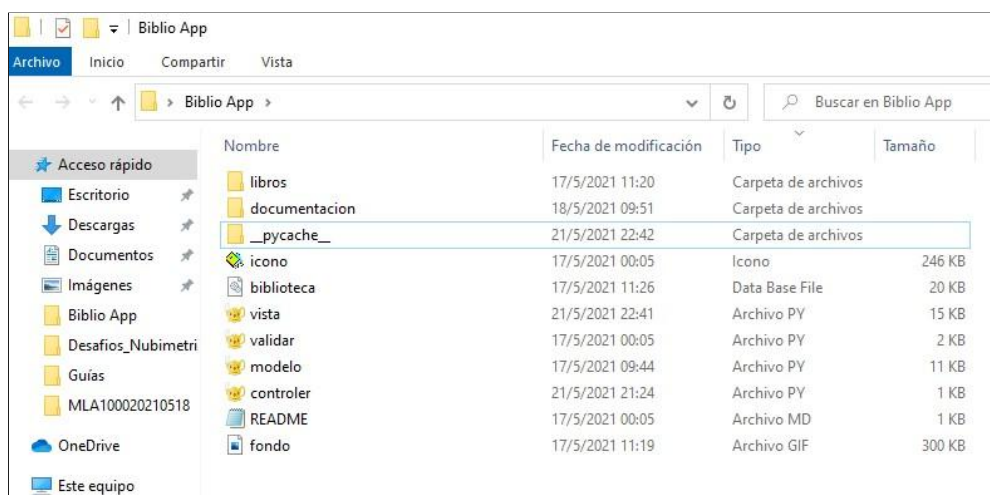 Biblio App
Archivo Inicio Compartir Vista
Biblio App Buscar en Biblio App
Nombre Fecha de modificación Tipo Tamaño
Acceso rápido
Escritorio
Descargas
Documentos
Imágenes
Biblio App
Desafios_Nubimetri
Guías
MLA100020210518
OneDrive
Este equipo
libros 17/5/2021 11:20 Carpeta de archivos
documentacion 18/5/2021 09:51 Carpeta de archivos
__pycache__ 21/5/2021 22:42 Carpeta de archivos
icono 17/5/2021 00:05 Icono 246 KB
biblioteca 17/5/2021 11:26 Data Base File 20 KB
vista 21/5/2021 22:41 Archivo PY 15 KB
validar 17/5/2021 00:05 Archivo PY 2 KB
modelo 17/5/2021 09:44 Archivo PY 11 KB
controler 21/5/2021 21:24 Archivo PY 1 KB
README 17/5/2021 00:05 Archivo MD 1 KB
fondo 17/5/2021 11:19 Archivo GIF 300 KB